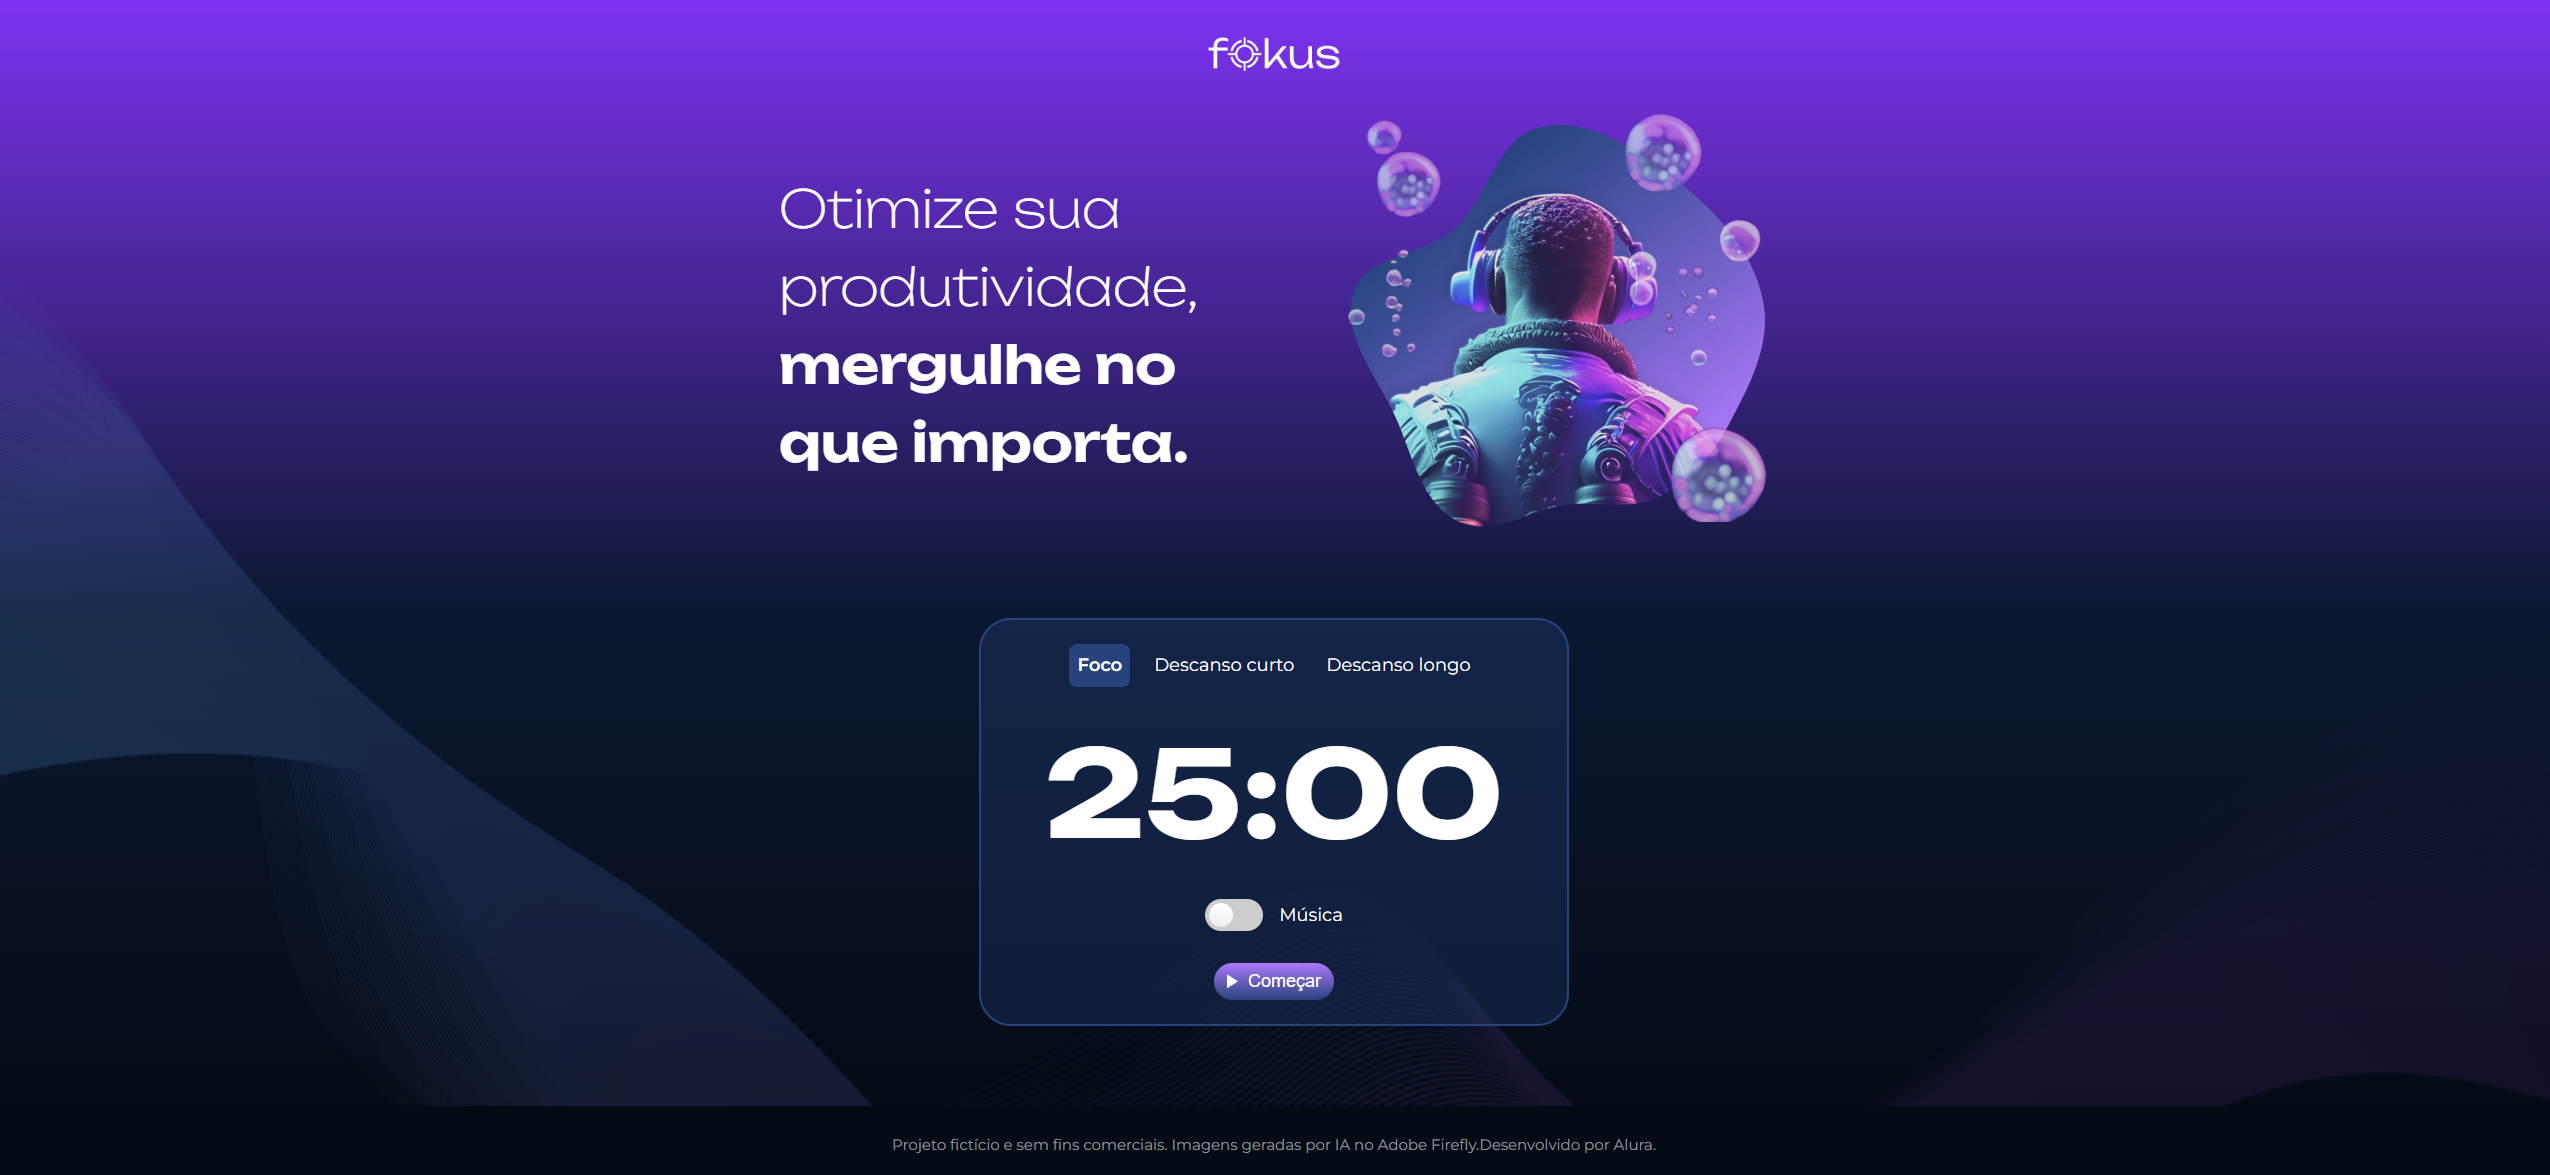 fokus
Otimize sua
produtividade,
mergulhe no
que importa.
Foco Descanso curto Descanso longo
25:00
Música
Começar
Projeto fictício e sem fins comerciais. Imagens geradas por IA no Adobe Firefly.Desenvolvido por Alura.